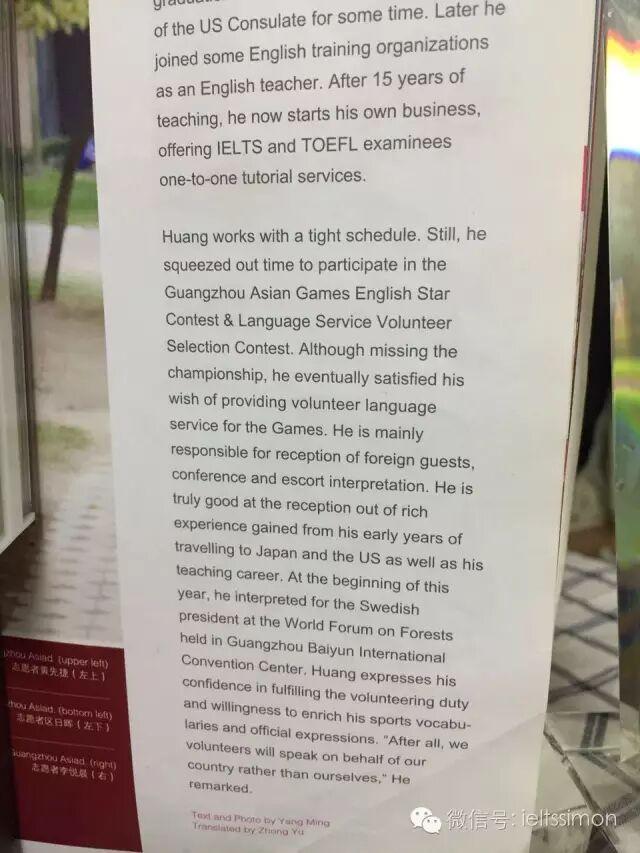 of the US Consulate for some time. Later he
joined some English training organizations
as an English teacher. After 15 years of
teaching, he now starts his own business,
offering IELTS and TOEFL examinees
one-to-one tutorial services.
Huang works with a tight schedule. Still, he
squeezed out time to participate in the
Guangzhou Asian Games English Star
Contest & Language Service Volunteer
Selection Contest. Although missing the
championship, he eventually satisfied his
wish of providing volunteer language
service for the Games. He is mainly
responsible for reception of foreign guests,
conference and escort interpretation. He is
truly good at the reception out of rich
experience gained from his early years of
travelling to Japan and the US as well as his
teaching career. At the beginning of this
year, he interpreted for the Swedish
president at the World Forum on Forests
held in Guangzhou Baiyun International
Convention Center. Huang expresses his
confidence in fulfilling the volunteering duty
and willingness to enrich his sports vocabu-
laries and official expressions. "After all, we
volunteers will speak on behalf of our
country rather than ourselves," He
remarked.
Text and Photo by Yang Ming
Translated by Zhong Yu
Asiad. (upper left)
志愿者黄先捷（左上）
Asiad. (bottom left)
志愿者区日晖（左下）
Asiad. (right)
志愿者李悦晨（右）
微信号: ieltssimon